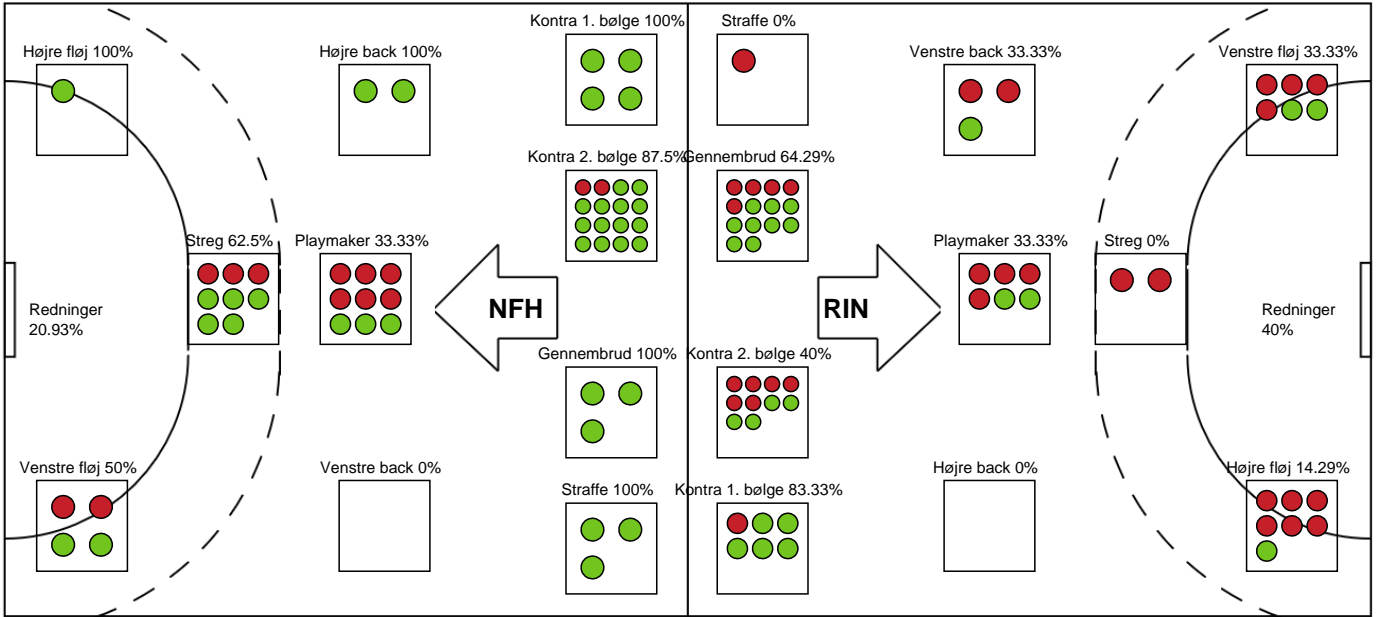 Kontra 1. bølge 100%
Straffe 0%
Højre fløj 100%
Højre back 100%
Venstre back 33.33%
Venstre fløj 33.33%
Kontra 2. bølge 87.5%
Gennembrud 64.29%
Streg 62.5%
Playmaker 33.33%
Playmaker 33.33%
Streg 0%
Redninger
20.93%
NFH
RIN
Redninger
40%
Gennembrud 100%
Kontra 2. bølge 40%
Venstre fløj 50%
Venstre back 0%
Straffe 100%
Kontra 1. bølge 83.33%
Højre back 0%
Højre fløj 14.29%